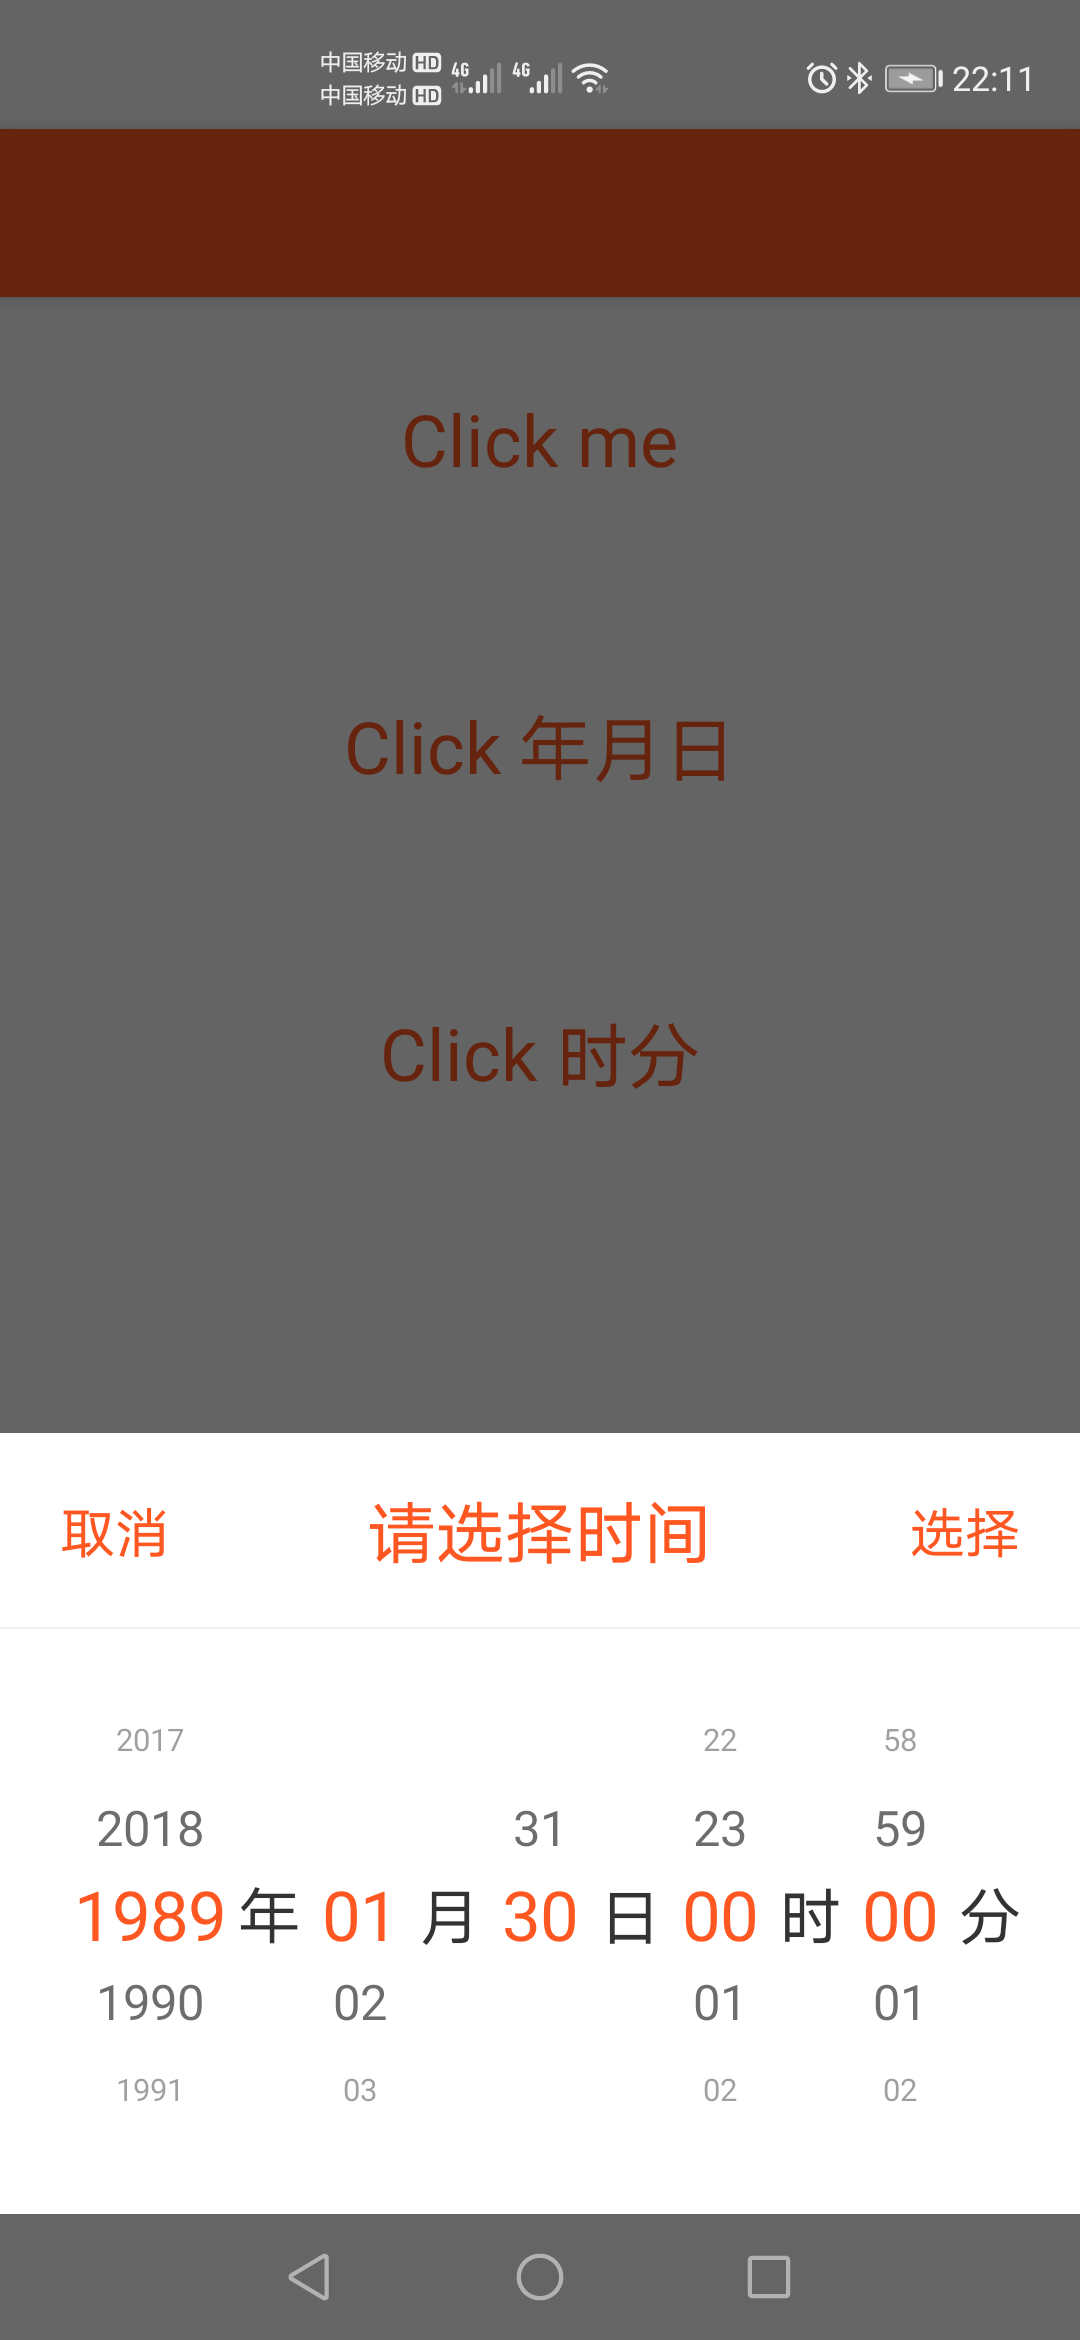 中国移动 HD 4G 4G 22:11
中国移动 HD
Click me
Click 年月日
Click 时分
取消 请选择时间 选择
2017 22 58
2018 31 23 59
1989 年 01 月 30 日 00 时 00 分
1990 02 01 01
1991 03 02 02